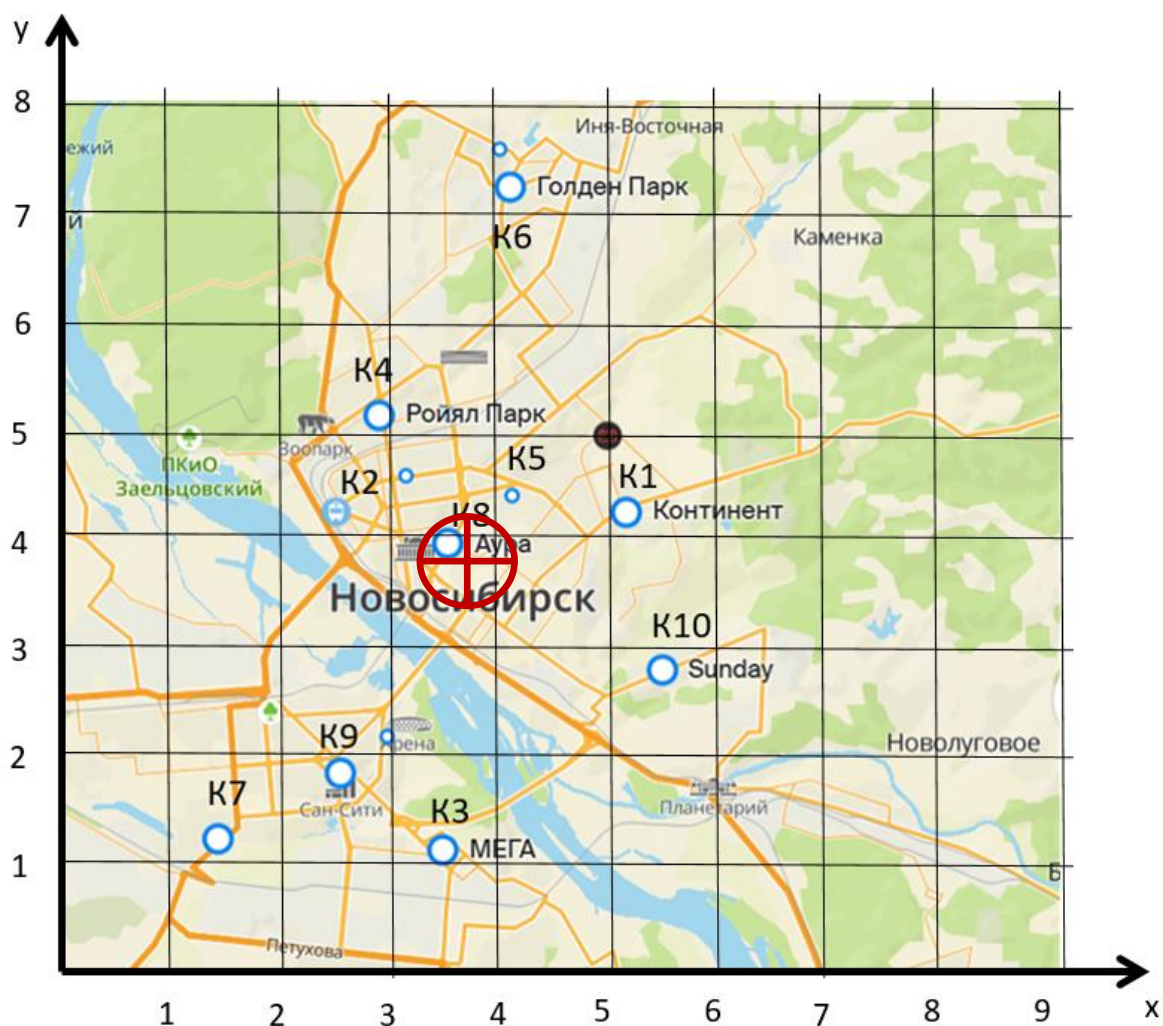 y
8
Иня-Восточная
ежий
Голден Парк
7
й
К6
Каменка
6
К4
Ройял Парк
5
Зоопарк
ПКиО
Заельцовский
К5
К2
К1
Континент
К8
4
Аура
Новосибирск
К10
3
Sunday
К9
Арена
2
Новолуговое
К7
Сан-Сити
К3
Планетарий
МЕГА
1
Б
Петухова
1 2 3 4 5 6 7 8 9 x